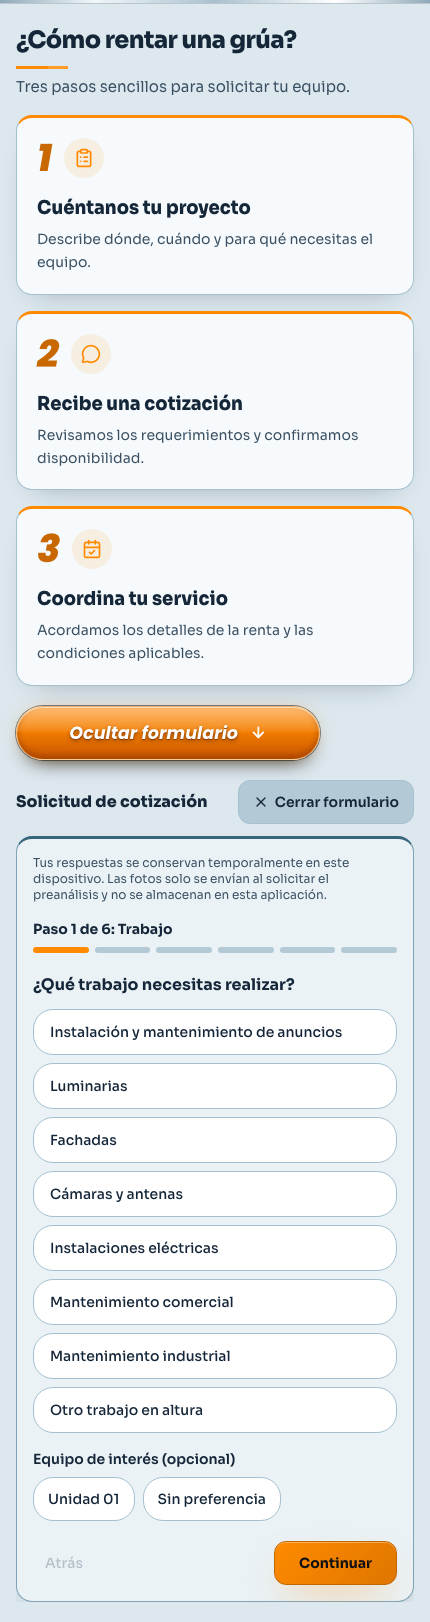 ¿Cómo rentar una grúa?
Tres pasos sencillos para solicitar tu equipo.
1
Cuéntanos tu proyecto
Describe dónde, cuándo y para qué necesitas el
equipo.
2
Recibe una cotización
Revisamos los requerimientos y confirmamos
disponibilidad.
3
Coordina tu servicio
Acordamos los detalles de la renta y las
condiciones aplicables.
Ocultar formulario ↓
Solicitud de cotización
Cerrar formulario
Tus respuestas se conservan temporalmente en este
dispositivo. Las fotos solo se envían al solicitar el
preanálisis y no se almacenan en esta aplicación.
Paso 1 de 6: Trabajo
¿Qué trabajo necesitas realizar?
Instalación y mantenimiento de anuncios
Luminarias
Fachadas
Cámaras y antenas
Instalaciones eléctricas
Mantenimiento comercial
Mantenimiento industrial
Otro trabajo en altura
Equipo de interés (opcional)
Unidad 01
Sin preferencia
Atrás
Continuar